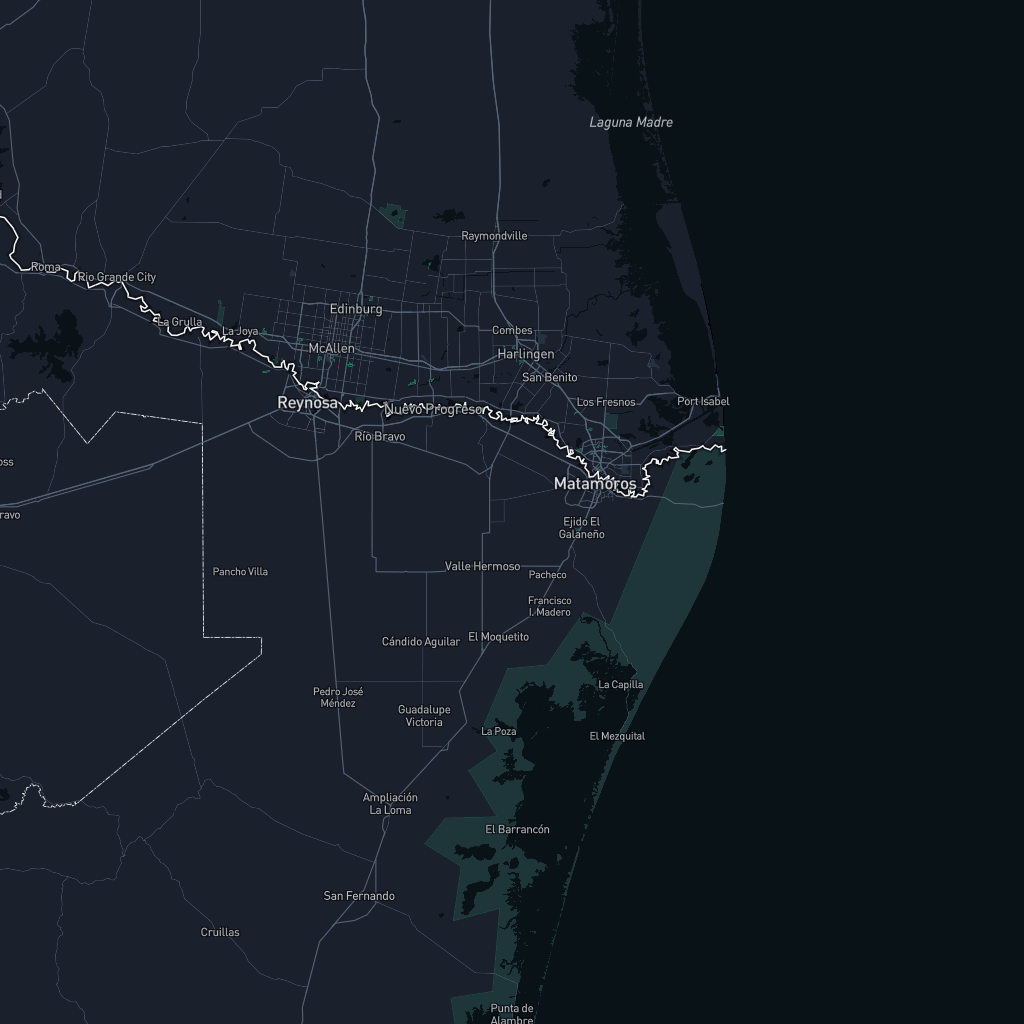 Laguna Madre
Raymondville
Roma
Rio Grande City
Edinburg
La Grulla
La Joya
Combes
McAllen
Harlingen
San Benito
Reynosa
Nuevo Progreso
Los Fresnos
Port Isabel
Río Bravo
oss
Matamoros
ravo
Ejido El
Galaneño
Valle Hermoso
Pancho Villa
Pacheco
Francisco
I. Madero
Cándido Aguilar
El Moquetito
La Capilla
Pedro José
Méndez
Guadalupe
Victoria
La Poza
El Mezquital
Ampliación
La Loma
El Barrancón
San Fernando
Cruillas
Punta de
Alambre